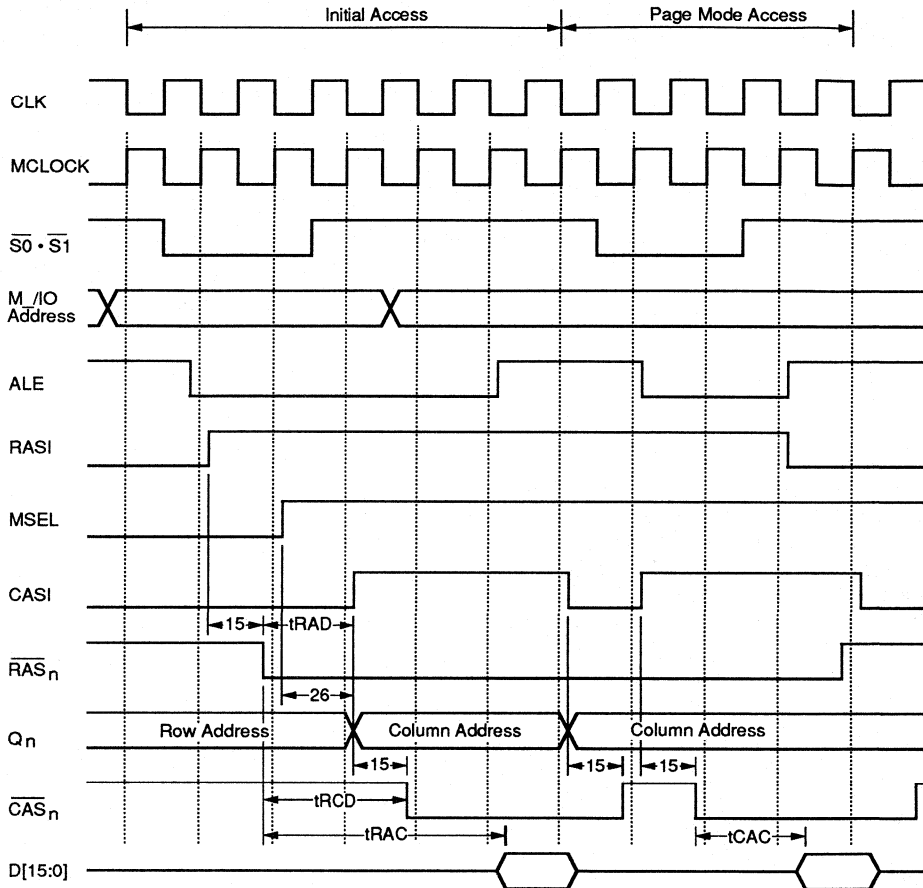 Initial Access
Page Mode Access
CLK
MCLOCK
S0 • S1
M_/IO
Address
ALE
RASI
MSEL
CASI
15
tRAD
RASn
26
Row Address
Column Address
Column Address
Qn
15
15
15
CASn
tRCD
tRAC
tCAC
D[15:0]